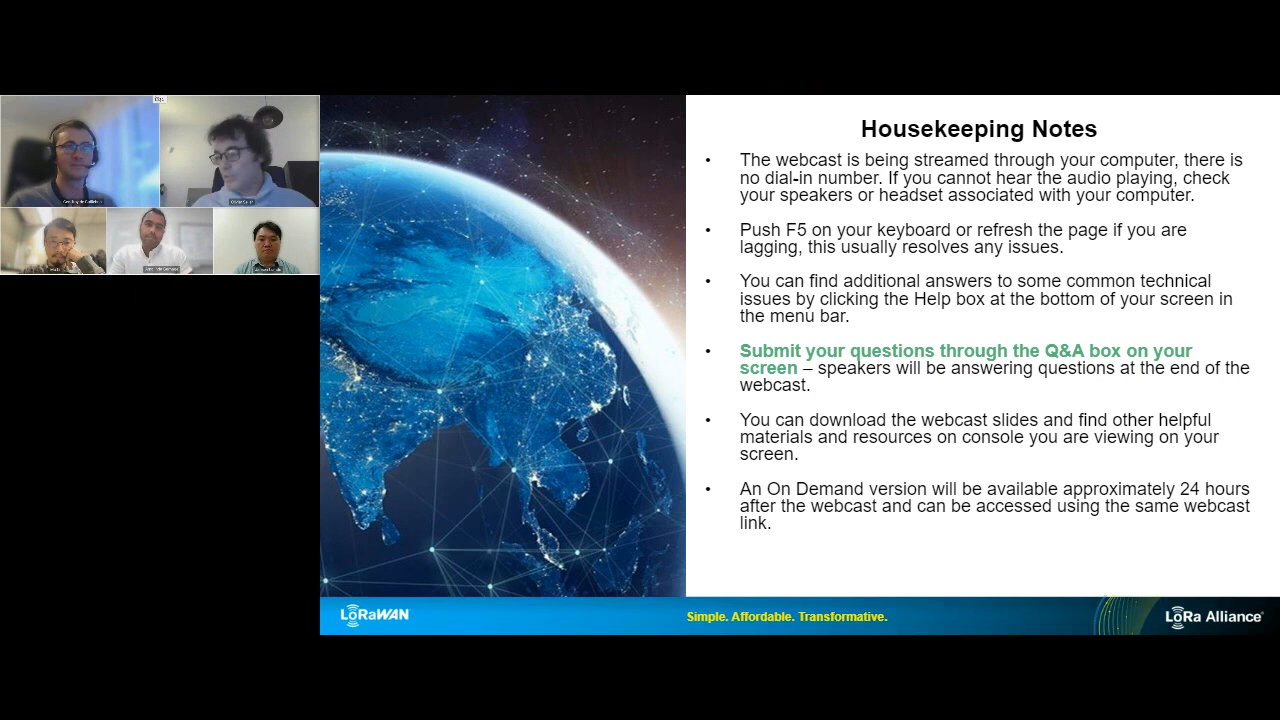 Housekeeping Notes
• The webcast is being streamed through your computer, there is
no dial-in number. If you cannot hear the audio playing, check
your speakers or headset associated with your computer.
• Push F5 on your keyboard or refresh the page if you are
lagging, this usually resolves any issues.
• You can find additional answers to some common technical
issues by clicking the Help box at the bottom of your screen in
the menu bar.
• Submit your questions through the Q&A box on your
screen – speakers will be answering questions at the end of the
webcast.
• You can download the webcast slides and find other helpful
materials and resources on console you are viewing on your
screen.
• An On Demand version will be available approximately 24 hours
after the webcast and can be accessed using the same webcast
link.
LoRaWAN
Simple. Affordable. Transformative.
LoRa Alliance®